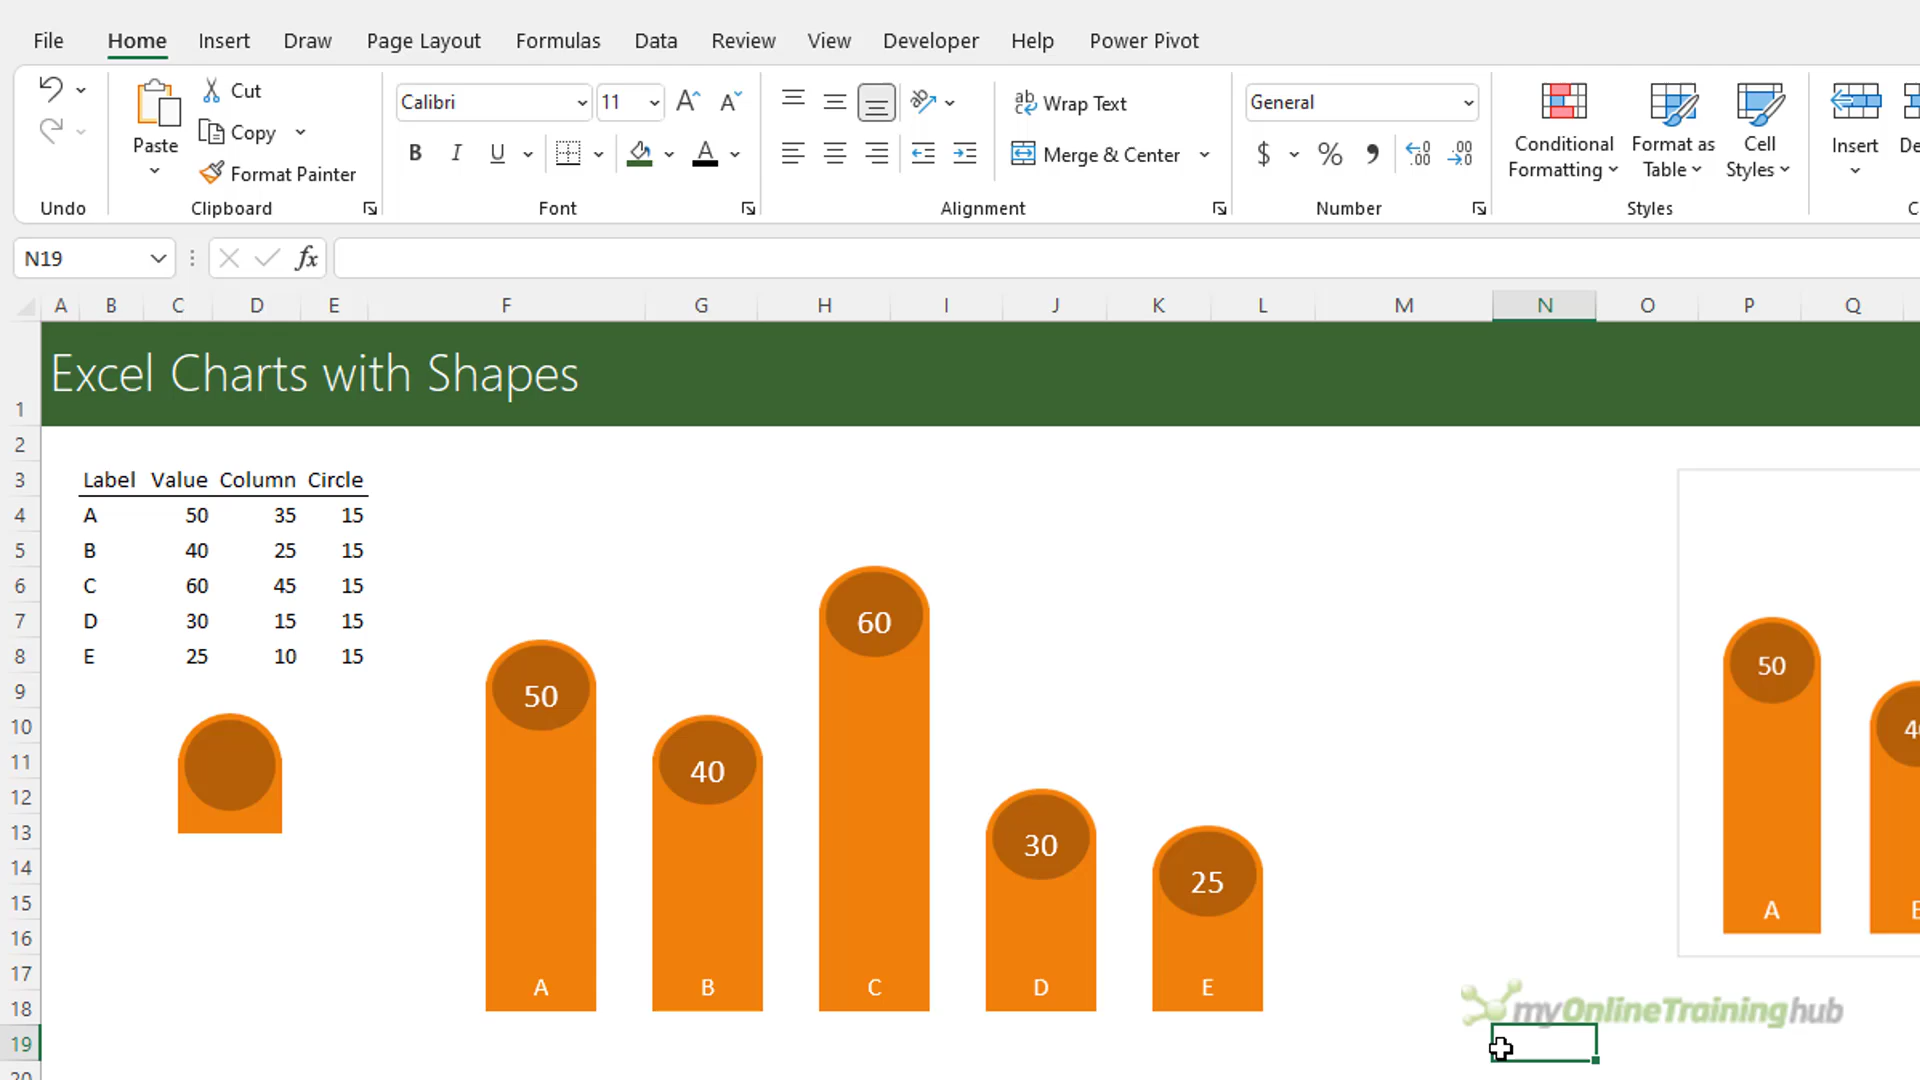 File Home Insert Draw Page Layout Formulas Data Review View Developer Help Power Pivot
Cut
Copy
Format Painter
Paste
Undo
Clipboard
Calibri 11
B I U
Font
Wrap Text
Merge & Center
Alignment
General
$ % 9 .00 .00
Number
Conditional Formatting
Format as Table
Cell Styles
Styles
Insert
N19
fx
A B C D E F G H I J K L M N O P Q
1 Excel Charts with Shapes
2
3 Label Value Column Circle
4 A 50 35 15
5 B 40 25 15
6 C 60 45 15
7 D 30 15 15
8 E 25 10 15
9
10
11
12
13
14
15
16
17
18
19
20
50 40 60 30 25
A B C D E
50
A
myOnlineTraininghub